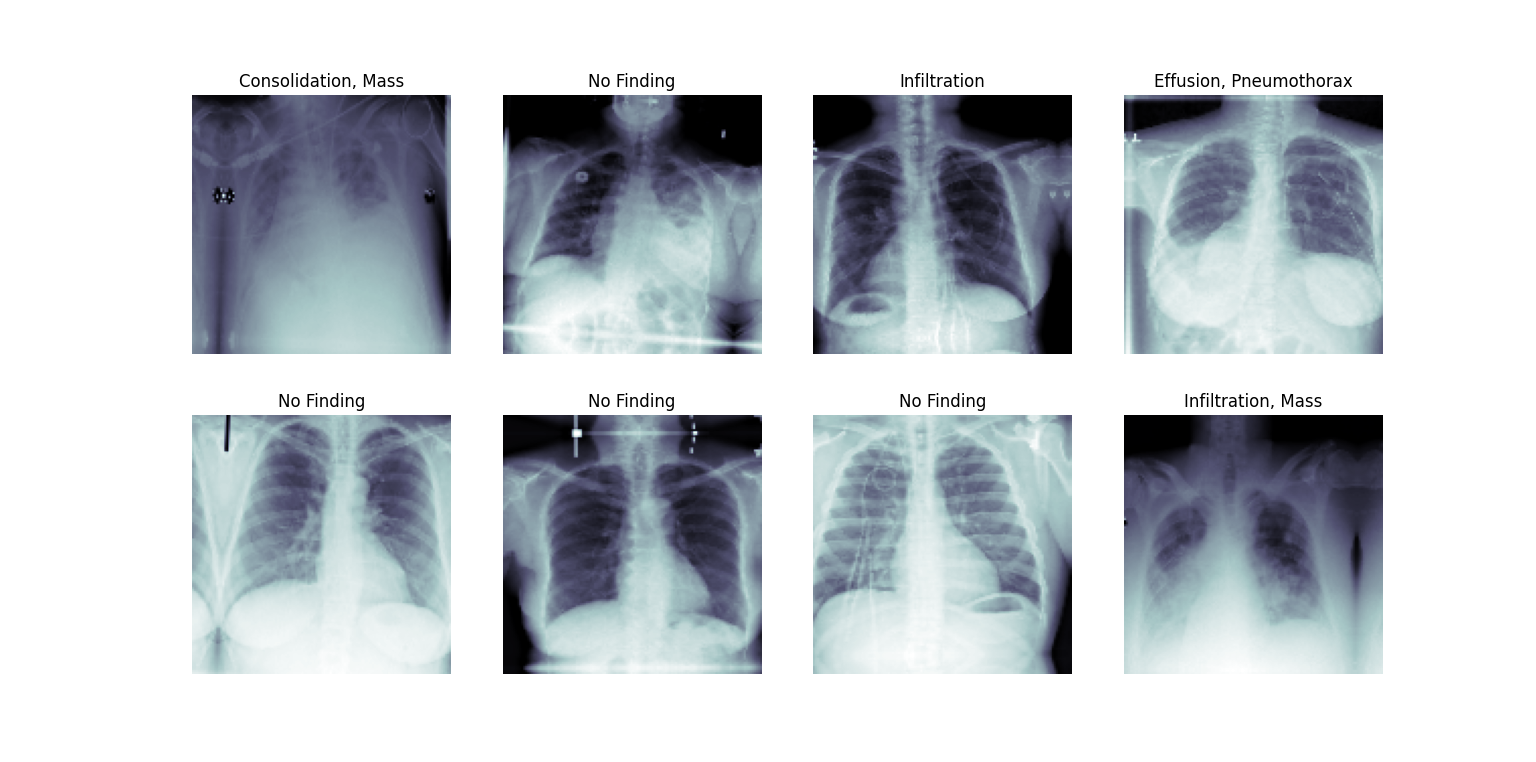 Consolidation, Mass
No Finding
Infiltration
Effusion, Pneumothorax
No Finding
No Finding
No Finding
Infiltration, Mass